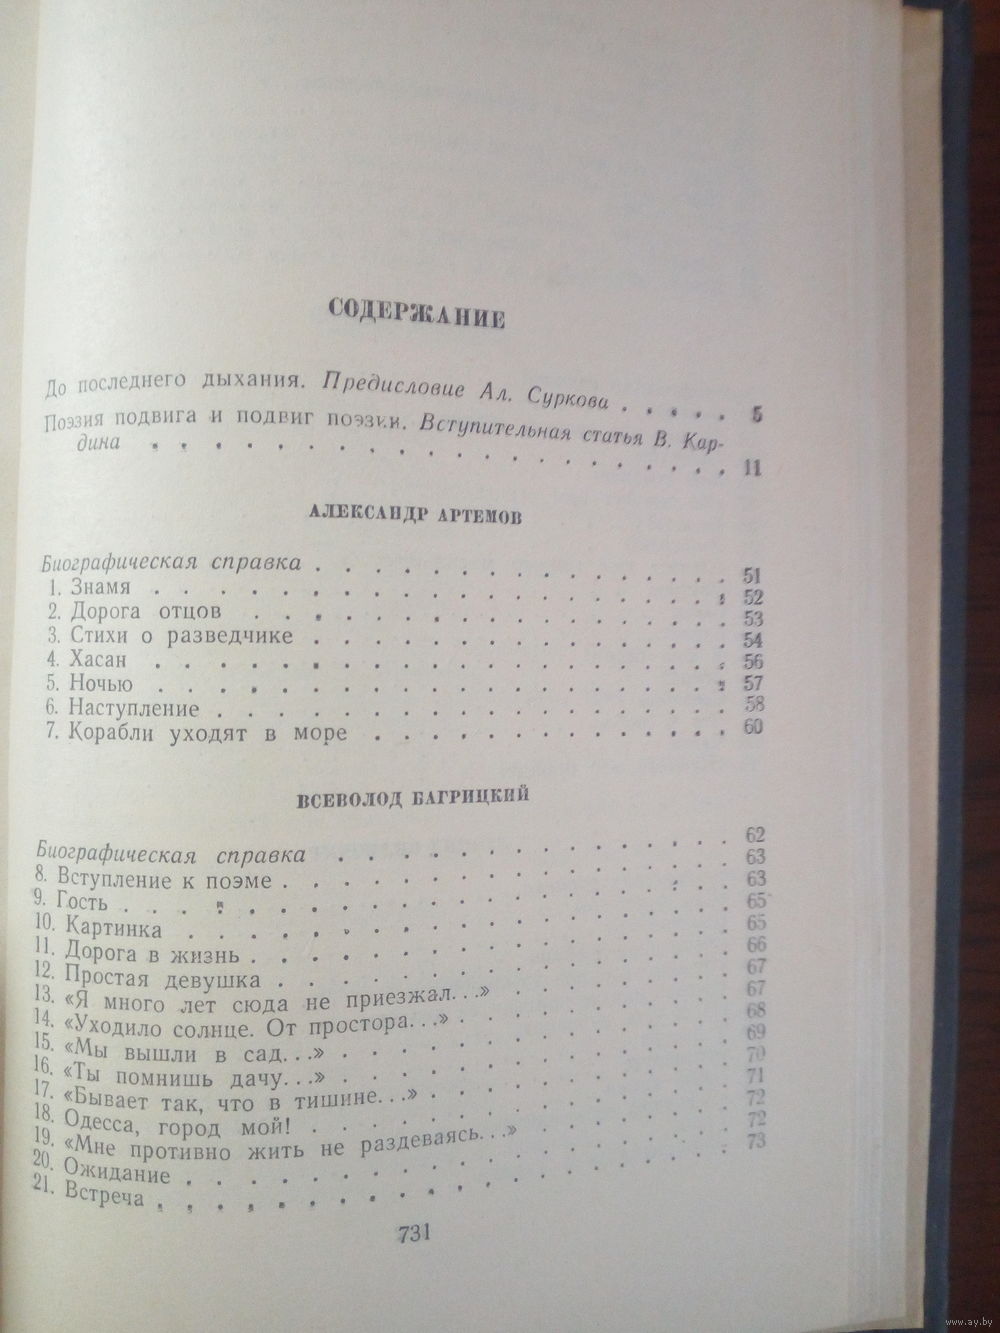 СОДЕРЖАНИЕ
До последнего дыхания. Предисловие Ал. Суркова . . . . . 5
Поэзия подвига и подвиг поэзии. Вступительная статья В. Кар-
дина . . . . . . . . . . . . . . . . . . 11
АЛЕКСАНДР АРТЕМОВ
Биографическая справка . . . . . . . . . . . . . . 51
1. Знамя . . . . . . . . . . . . . . . . . . 52
2. Дорога отцов . . . . . . . . . . . . . . . 53
3. Стихи о разведчике . . . . . . . . . . . . . . 54
4. Хасан . . . . . . . . . . . . . . . . . . 56
5. Ночью . . . . . . . . . . . . . . . . . . 57
6. Наступление . . . . . . . . . . . . . . . . 58
7. Корабли уходят в море . . . . . . . . . . . . 60
ВСЕВОЛОД БАГРИЦКИЙ
Биографическая справка . . . . . . . . . . . . . 62
8. Вступление к поэме . . . . . . . . . . . . . . 63
9. Гость . . . . . . . . . . . . . . . . . . . 63
10. Картинка . . . . . . . . . . . . . . . . . 65
11. Дорога в жизнь . . . . . . . . . . . . . . . 65
12. Простая девушка . . . . . . . . . . . . . . 66
13. «Я много лет сюда не приезжал...» . . . . . . . 67
14. «Уходило солнце. От простора...» . . . . . . . . 67
15. «Мы вышли в сад...» . . . . . . . . . . . . 68
16. «Ты помнишь дачу...» . . . . . . . . . . . . 69
17. «Бывает так, что в тишине...» . . . . . . . . . 70
18. Одесса, город мой! . . . . . . . . . . . . . 71
19. «Мне противно жить не раздеваясь...» . . . . . . 72
20. Ожидание . . . . . . . . . . . . . . . . . 72
21. Встреча . . . . . . . . . . . . . . . . . . 73
731
www.ay.by